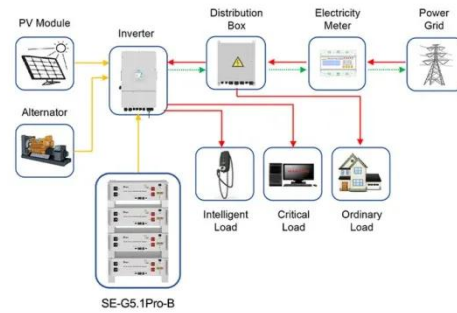 PV Module
Inverter
Distribution
Box
Electricity
Meter
Power
Grid
Alternator
Intelligent
Load
Critical
Load
Ordinary
Load
SE-G5.1Pro-B